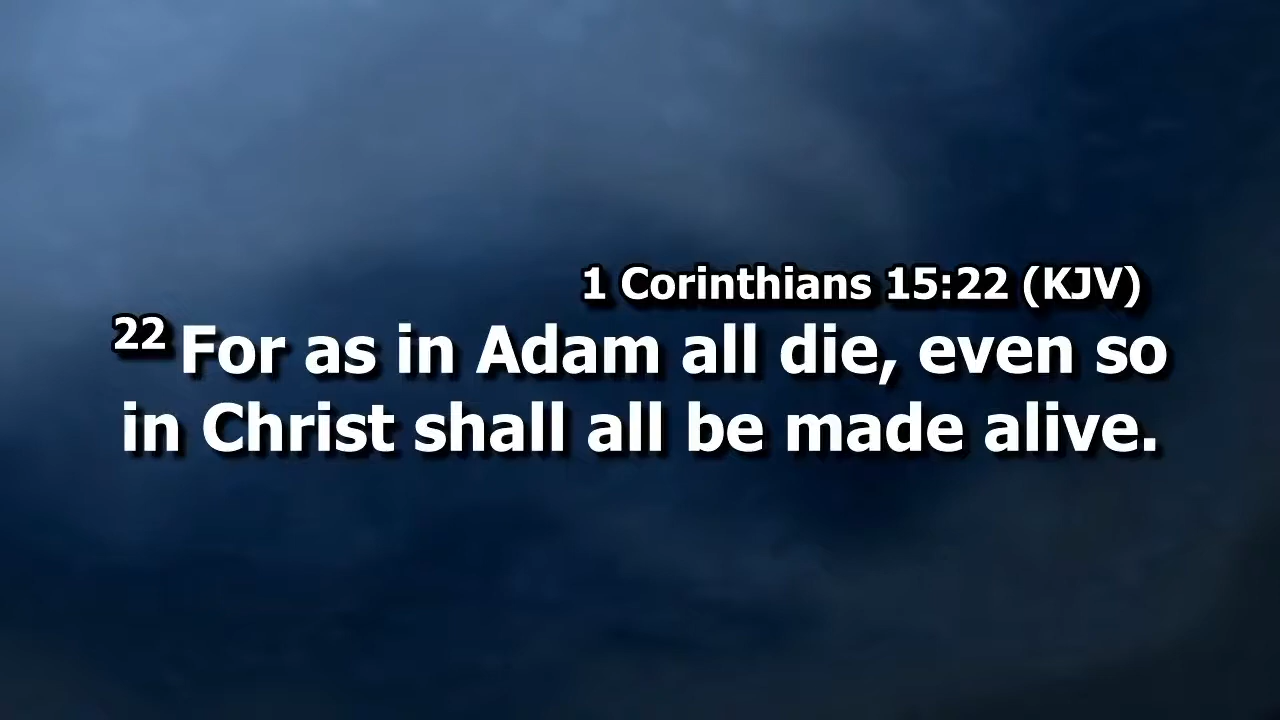 1 Corinthians 15:22 (KJV)
22 For as in Adam all die, even so
in Christ shall all be made alive.